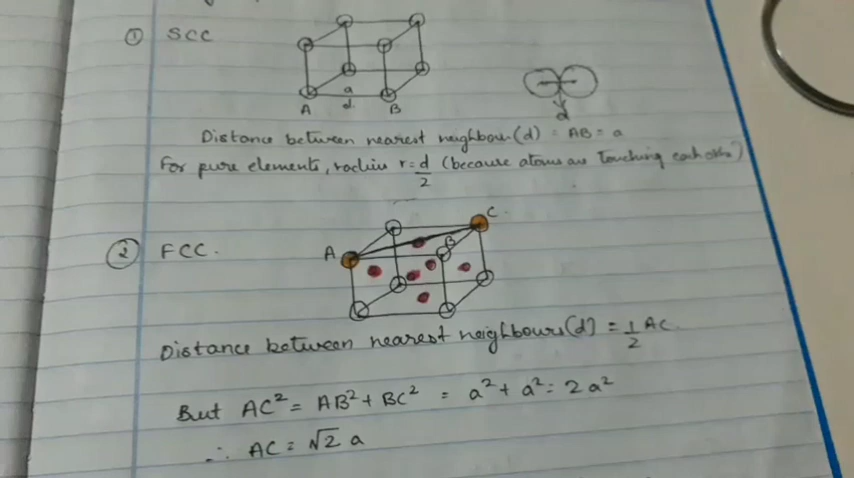 ① SCC
a
A d B
d
Distance between nearest neighbour(d) = AB = a
For pure elements, radius r = d/2 (because atoms are touching each other)
② FCC.
C.
A B
Distance between nearest neighbours(d) = 1/2 AC.
But AC² = AB² + BC² = a² + a² = 2a²
∴ AC = √2 a